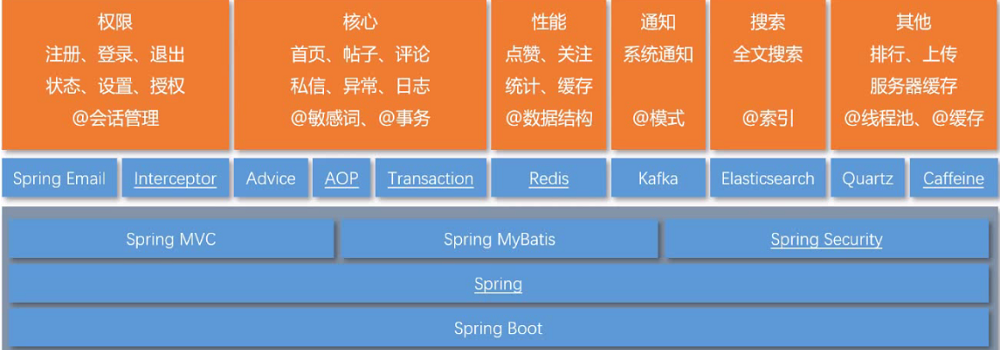 权限
注册、登录、退出
状态、设置、授权
@会话管理
核心
首页、帖子、评论
私信、异常、日志
@敏感词、@事务
性能
点赞、关注
统计、缓存
@数据结构
通知
系统通知
@模式
搜索
全文搜索
@索引
其他
排行、上传
服务器缓存
@线程池、@缓存
Spring Email
Interceptor
Advice
AOP
Transaction
Redis
Kafka
Elasticsearch
Quartz
Caffeine
Spring MVC
Spring MyBatis
Spring Security
Spring
Spring Boot